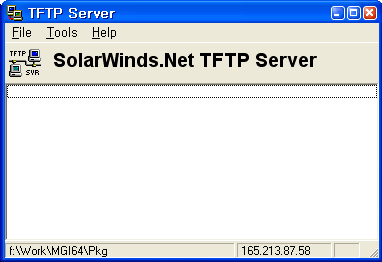 TFTP Server
File Tools Help
TFTP
SVR
SolarWinds.Net TFTP Server
f:\Work\MGI64\Pkg 165.213.87.58